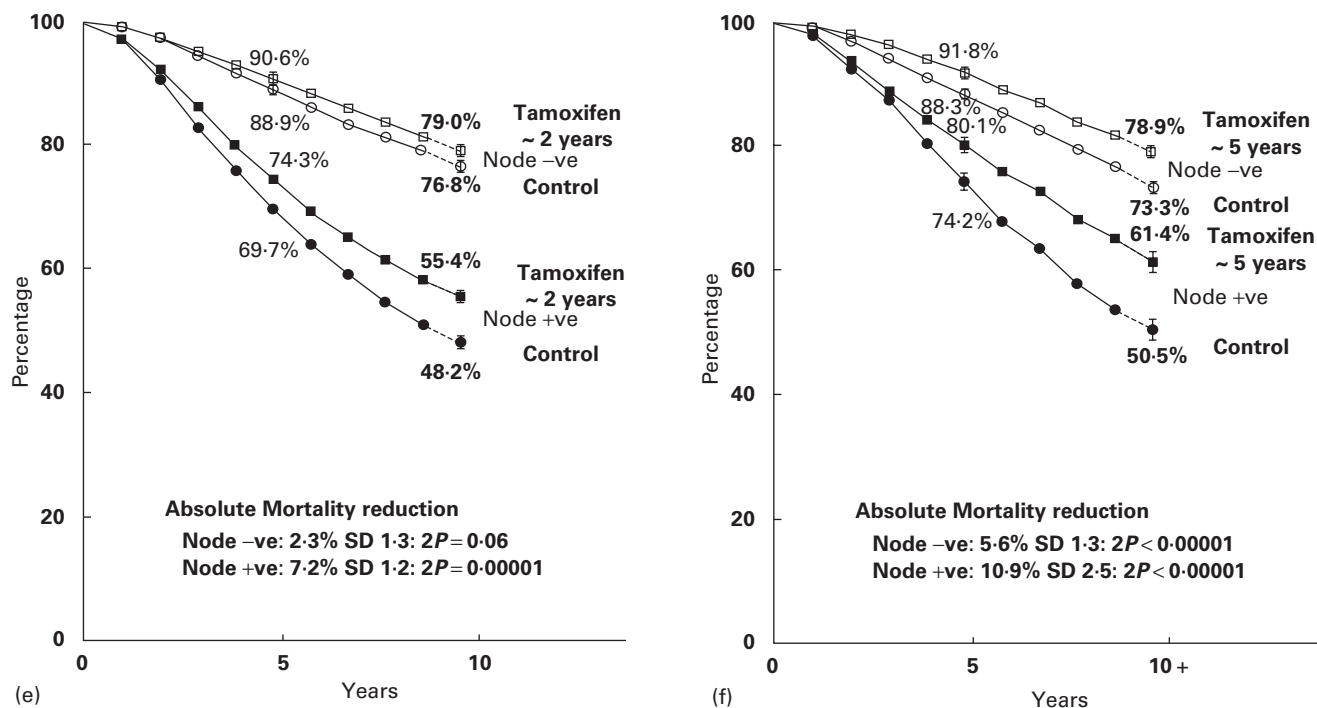 100
80
60
40
20
0
Percentage
0
5
10
Years
(e)
90·6%
88·9%
74·3%
69·7%
79·0%
76·8%
55·4%
48·2%
Tamoxifen
~ 2 years
Node –ve
Control
Tamoxifen
~ 2 years
Node +ve
Control
Absolute Mortality reduction
Node –ve: 2·3% SD 1·3: 2P = 0·06
Node +ve: 7·2% SD 1·2: 2P = 0·00001
100
80
60
40
20
0
Percentage
0
5
10 +
Years
(f)
91·8%
88·3%
80·1%
74·2%
78·9%
73·3%
61·4%
50·5%
Tamoxifen
~ 5 years
Node –ve
Control
Tamoxifen
~ 5 years
Node +ve
Control
Absolute Mortality reduction
Node –ve: 5·6% SD 1·3: 2P < 0·00001
Node +ve: 10·9% SD 2·5: 2P < 0·00001